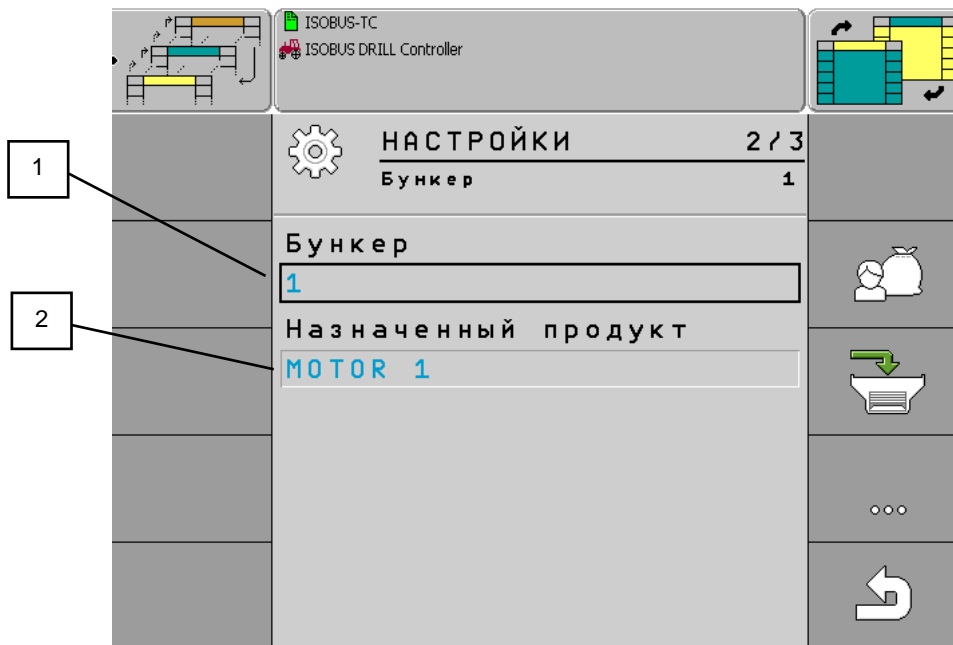 ISOBUS-TC
ISOBUS DRILL Controller
НАСТРОЙКИ 2/3
Бункер 1
1
Бункер
1
2
Назначенный продукт
MOTOR 1